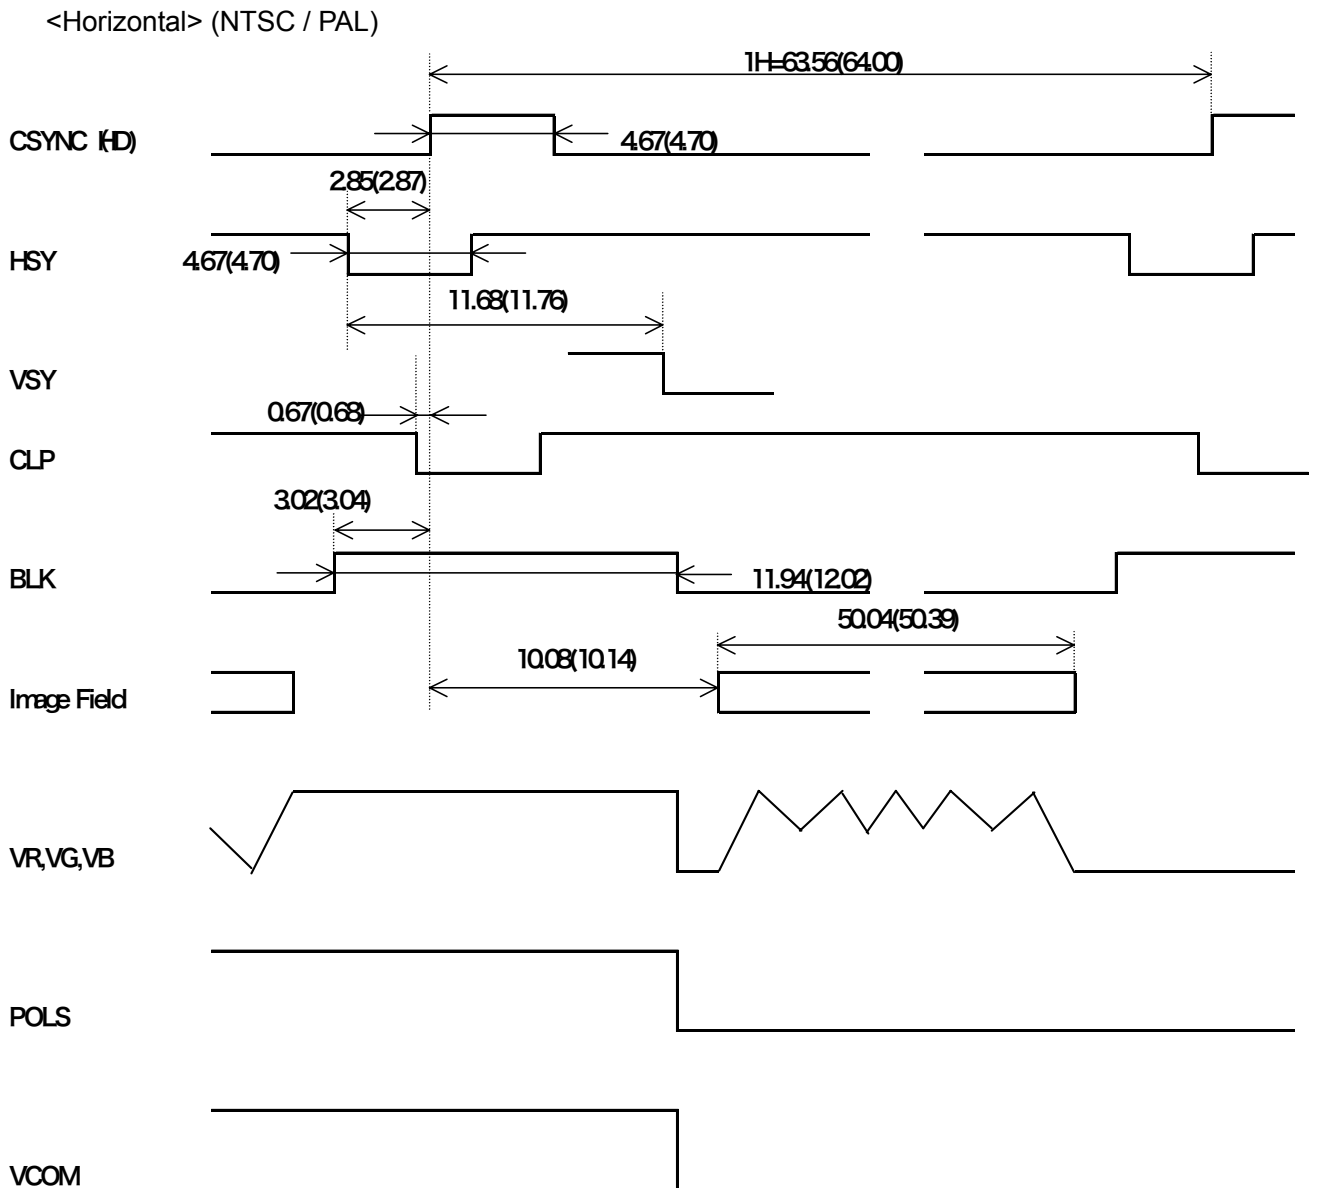 <Horizontal> (NTSC / PAL)
1H=63.56(64.00)
CSYNC I(HD)
4.67(4.70)
2.85(2.87)
HSY
4.67(4.70)
11.68(11.76)
VSY
0.67(0.68)
CLP
3.02(3.04)
BLK
11.94(12.02)
50.04(50.39)
10.08(10.14)
Image Field
VR,VG,VB
POLS
VCOM